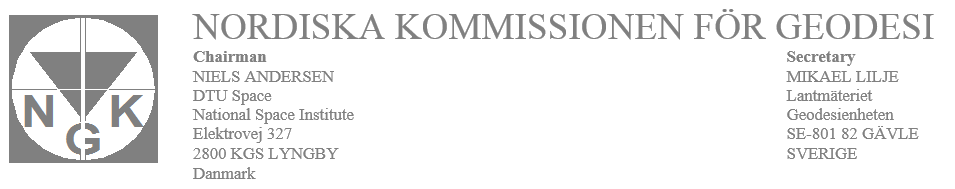 NORDISKA KOMMISSIONEN FÖR GEODESI
Chairman
NIELS ANDERSEN
DTU Space
National Space Institute
Elektrovej 327
2800 KGS LYNGBY
Danmark
Secretary
MIKAEL LILJE
Lantmäteriet
Geodesienheten
SE-801 82 GÄVLE
SVERIGE
N K
G